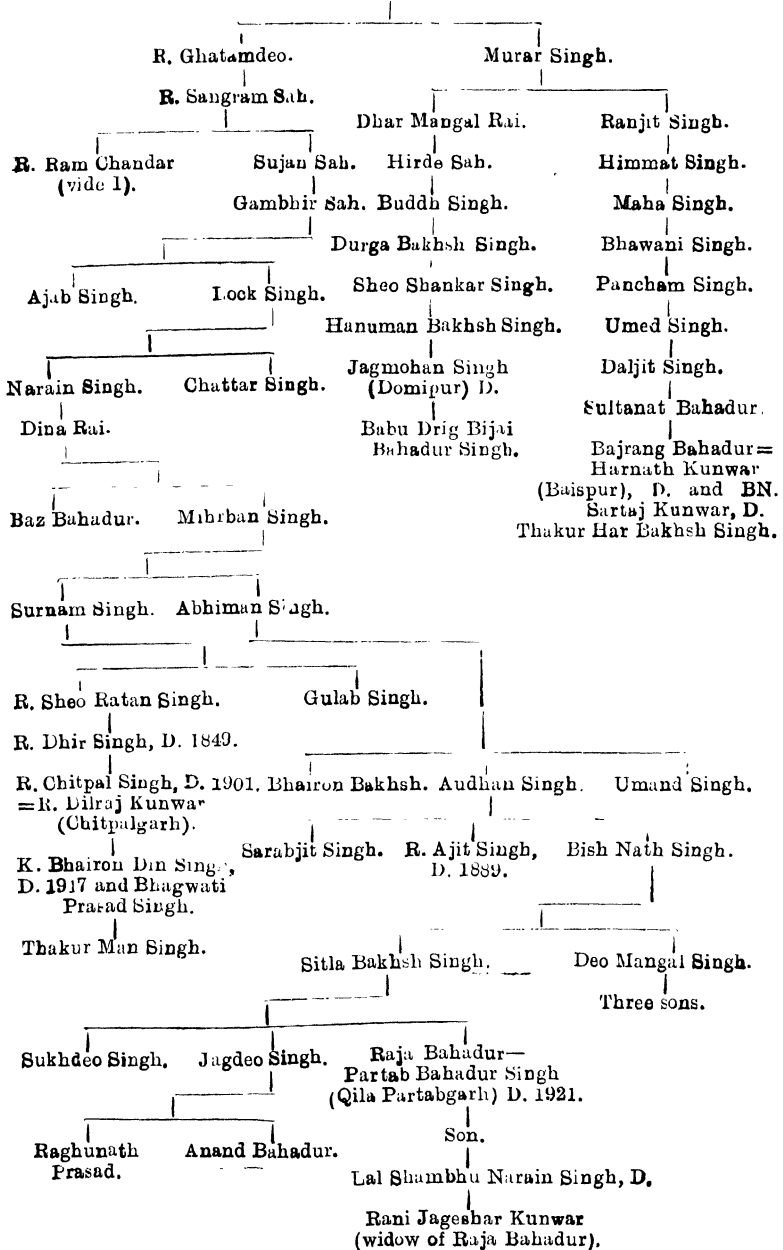 R. Ghatamdeo.
Murar Singh.
R. Sangram Sah.
Dhar Mangal Rai.
Ranjit Singh.
R. Ram Chandar
(vide 1).
Sujan Sah.
Hirde Sah.
Himmat Singh.
Gambhir Sah.
Buddh Singh.
Maha Singh.
Durga Bakhsh Singh.
Bhawani Singh.
Ajab Singh.
Lock Singh.
Sheo Shankar Singh.
Pancham Singh.
Hanuman Bakhsh Singh.
Umed Singh.
Narain Singh.
Chattar Singh.
Jagmohan Singh
(Domipur) D.
Daljit Singh.
Dina Rai.
Babu Drig Bijai
Bahadur Singh.
Sultanat Bahadur.
Bajrang Bahadur=
Harnath Kunwar
(Baispur), D. and BN.
Sartaj Kunwar, D.
Thakur Har Bakhsh Singh.
Baz Bahadur.
Mihrban Singh.
Surnam Singh.
Abhiman Singh.
R. Sheo Ratan Singh.
Gulab Singh.
R. Dhir Singh, D. 1849.
R. Chitpal Singh, D. 1901.
=R. Dilraj Kunwar
(Chitpalgarh).
Bhairon Bakhsh.
Audhan Singh.
Umand Singh.
Sarabjit Singh.
R. Ajit Singh,
D. 1889.
Bish Nath Singh.
K. Bhairon Din Singh,
D. 1917 and Bhagwati
Prasad Singh.
Thakur Man Singh.
Sitla Bakhsh Singh.
Deo Mangal Singh.
Three sons.
Sukhdeo Singh.
Jagdeo Singh.
Raja Bahadur—
Partab Bahadur Singh
(Qila Partabgarh) D. 1921.
Raghunath
Prasad.
Anand Bahadur.
Son.
Lal Shambhu Narain Singh, D.
Rani Jageshar Kunwar
(widow of Raja Bahadur).